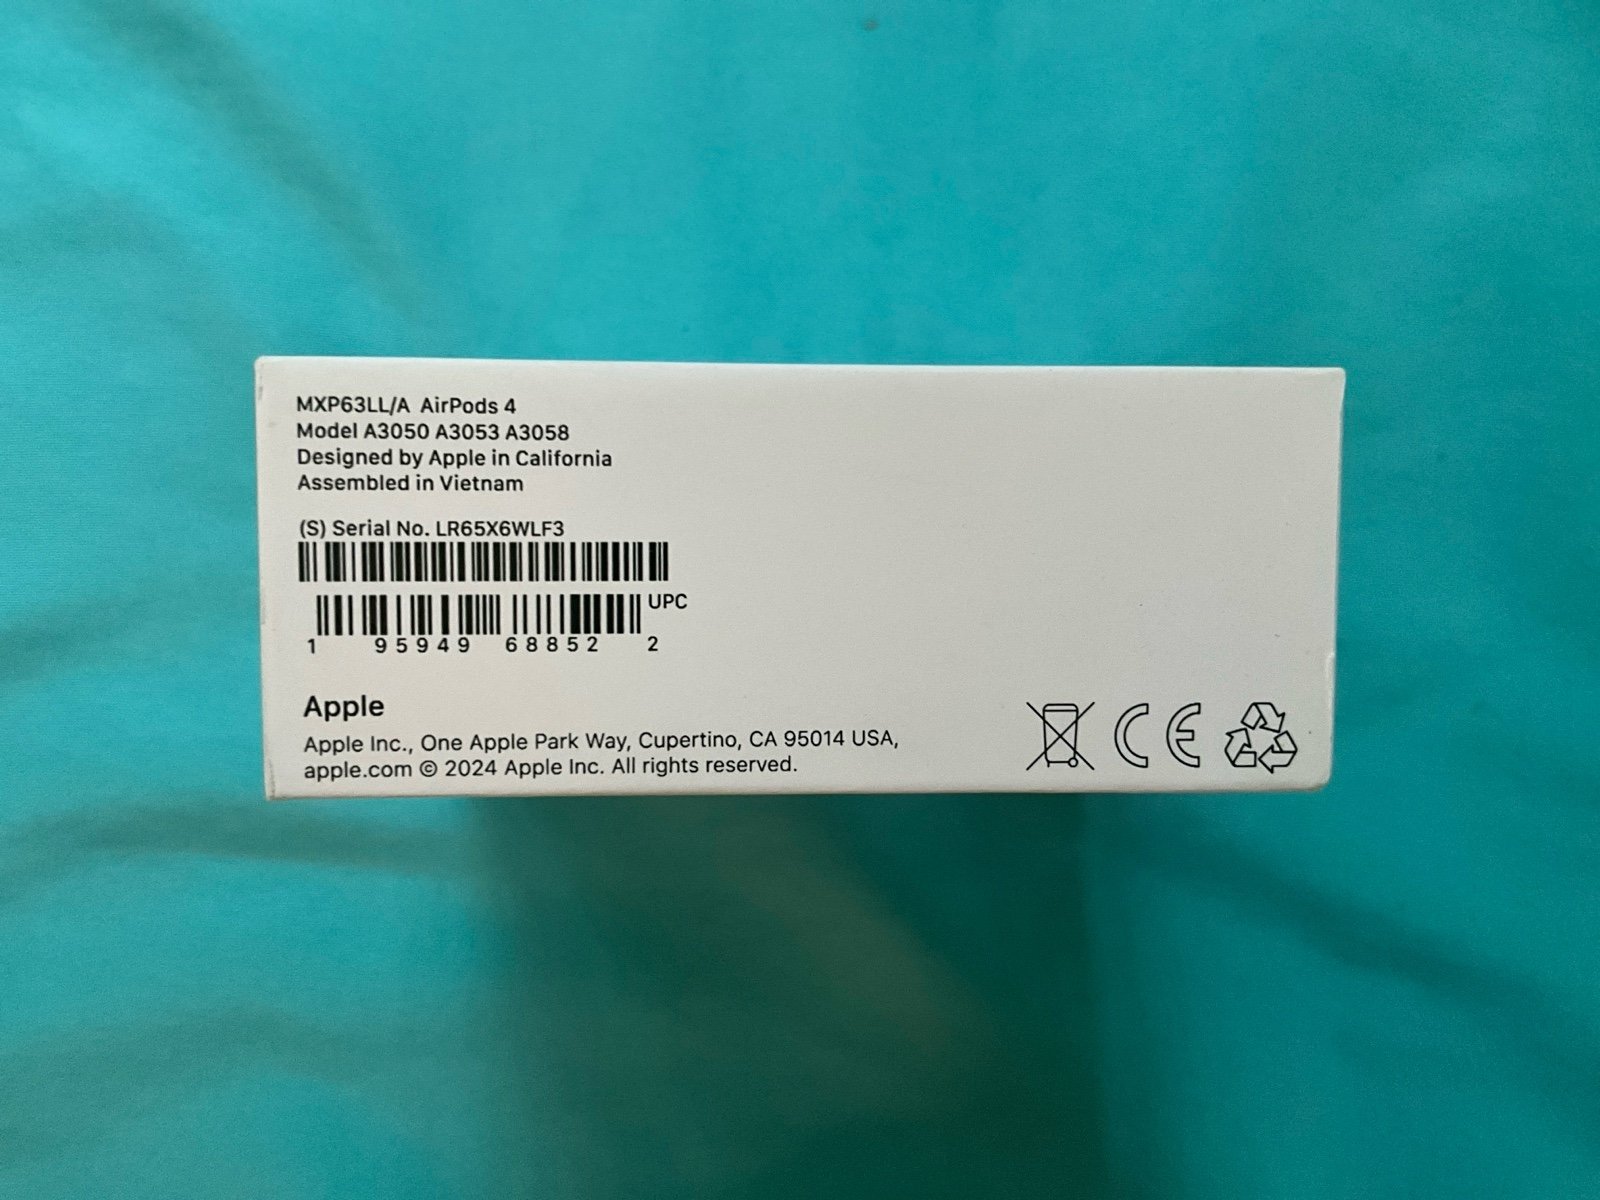 MXP63LL/A AirPods 4
Model A3050 A3053 A3058
Designed by Apple in California
Assembled in Vietnam
(S) Serial No. LR65X6WLF3
UPC
1 95949 68852 2
Apple
Apple Inc., One Apple Park Way, Cupertino, CA 95014 USA,
apple.com © 2024 Apple Inc. All rights reserved.
CE